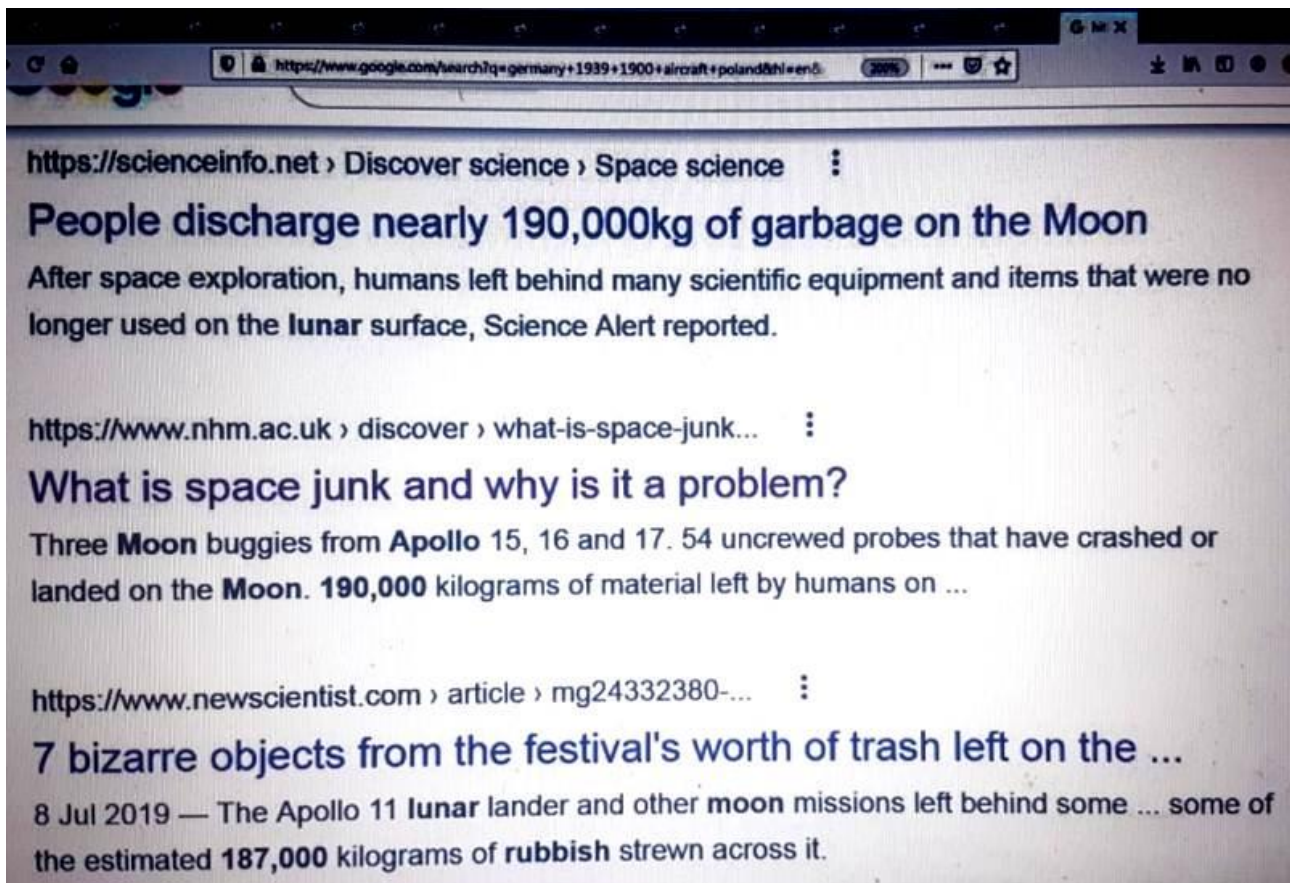 G
https://www.google.com/search?q=germany+1939+1900+aircraft+poland&hl=en&
200%
https://scienceinfo.net › Discover science › Space science
People discharge nearly 190,000kg of garbage on the Moon
After space exploration, humans left behind many scientific equipment and items that were no
longer used on the lunar surface, Science Alert reported.
https://www.nhm.ac.uk › discover › what-is-space-junk...
What is space junk and why is it a problem?
Three Moon buggies from Apollo 15, 16 and 17. 54 uncrewed probes that have crashed or
landed on the Moon. 190,000 kilograms of material left by humans on ...
https://www.newscientist.com › article › mg24332380-...
7 bizarre objects from the festival's worth of trash left on the ...
8 Jul 2019 — The Apollo 11 lunar lander and other moon missions left behind some ... some of
the estimated 187,000 kilograms of rubbish strewn across it.